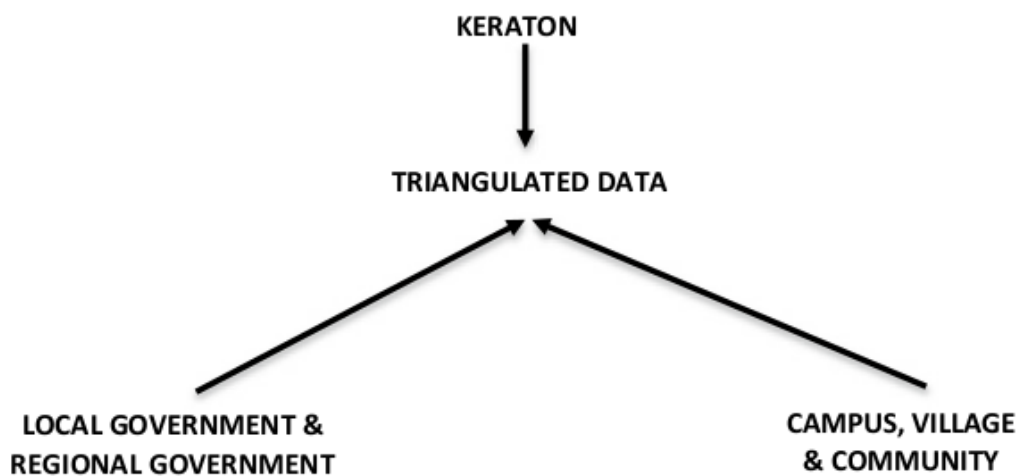 KERATON
TRIANGULATED DATA
LOCAL GOVERNMENT &
REGIONAL GOVERNMENT
CAMPUS, VILLAGE
& COMMUNITY